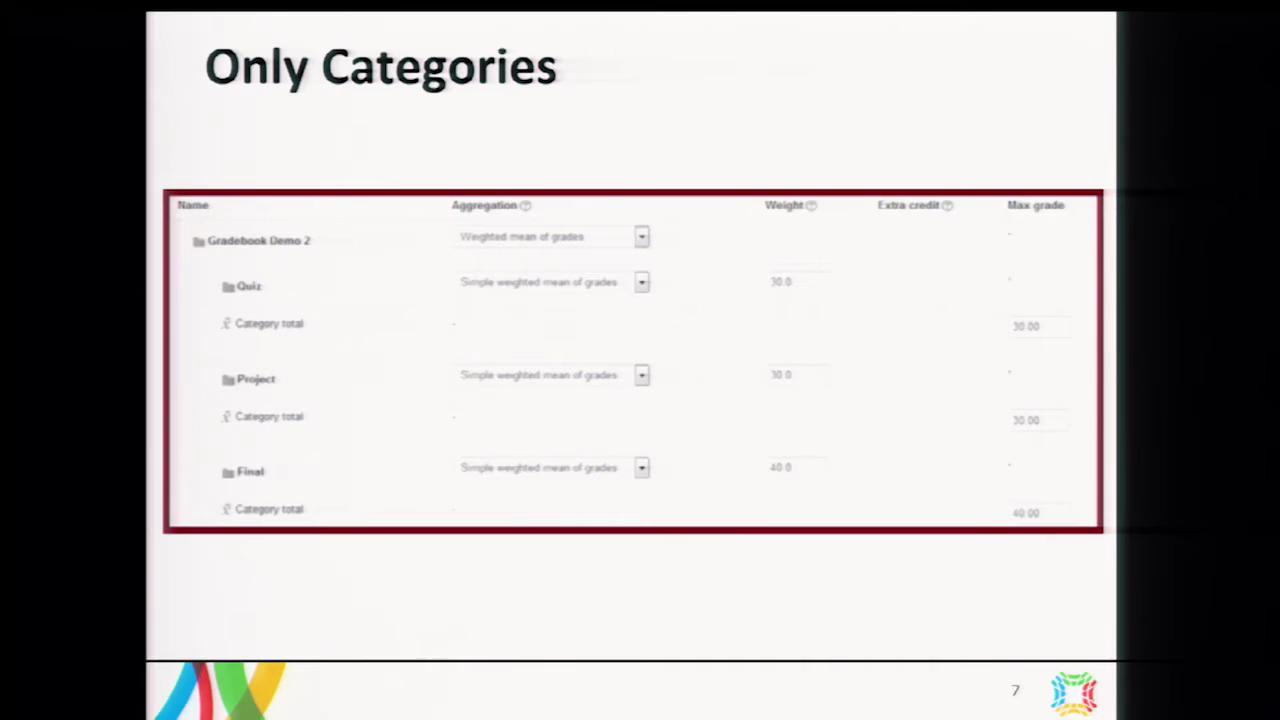 Only Categories
Name Aggregation Weight Extra credit Max grade
Gradebook Demo 2 Weighted mean of grades -
Quiz Simple weighted mean of grades 30.0 -
x̄ Category total - 30.00
Project Simple weighted mean of grades 30.0 -
x̄ Category total - 30.00
Final Simple weighted mean of grades 40.0 -
x̄ Category total - 40.00
7